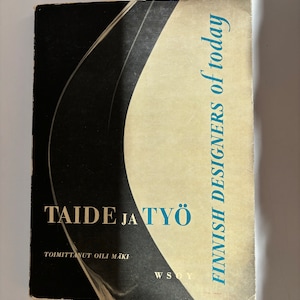 TAIDE JA TYÖ
TOIMITTANUT OILI MÄKI
WSOY
FINNISH DESIGNERS of today